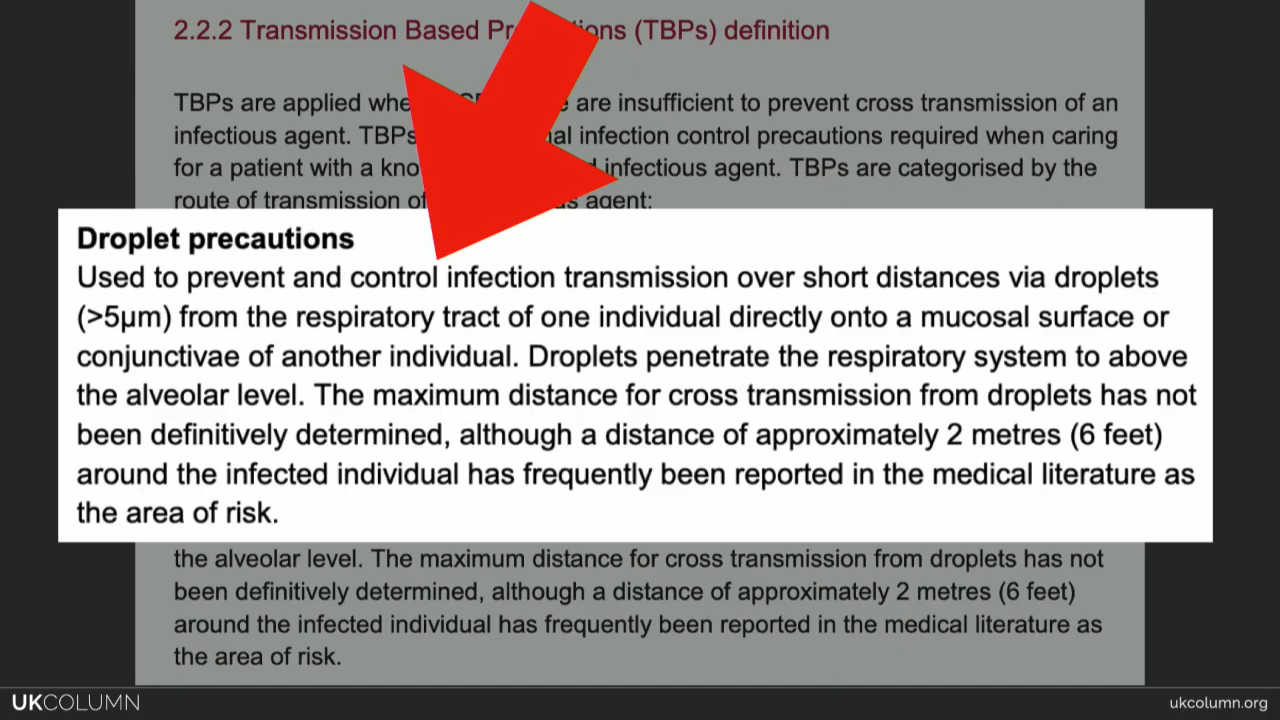 2.2.2 Transmission Based Pr ons (TBPs) definition
TBPs are applied whe are insufficient to prevent cross transmission of an
infectious agent. TBPs al infection control precautions required when caring
for a patient with a kno infectious agent. TBPs are categorised by the
route of transmission of s agent:
Droplet precautions
Used to prevent and control infection transmission over short distances via droplets
(>5μm) from the respiratory tract of one individual directly onto a mucosal surface or
conjunctivae of another individual. Droplets penetrate the respiratory system to above
the alveolar level. The maximum distance for cross transmission from droplets has not
been definitively determined, although a distance of approximately 2 metres (6 feet)
around the infected individual has frequently been reported in the medical literature as
the area of risk.
the alveolar level. The maximum distance for cross transmission from droplets has not
been definitively determined, although a distance of approximately 2 metres (6 feet)
around the infected individual has frequently been reported in the medical literature as
the area of risk.
UKCOLUMN
ukcolumn.org